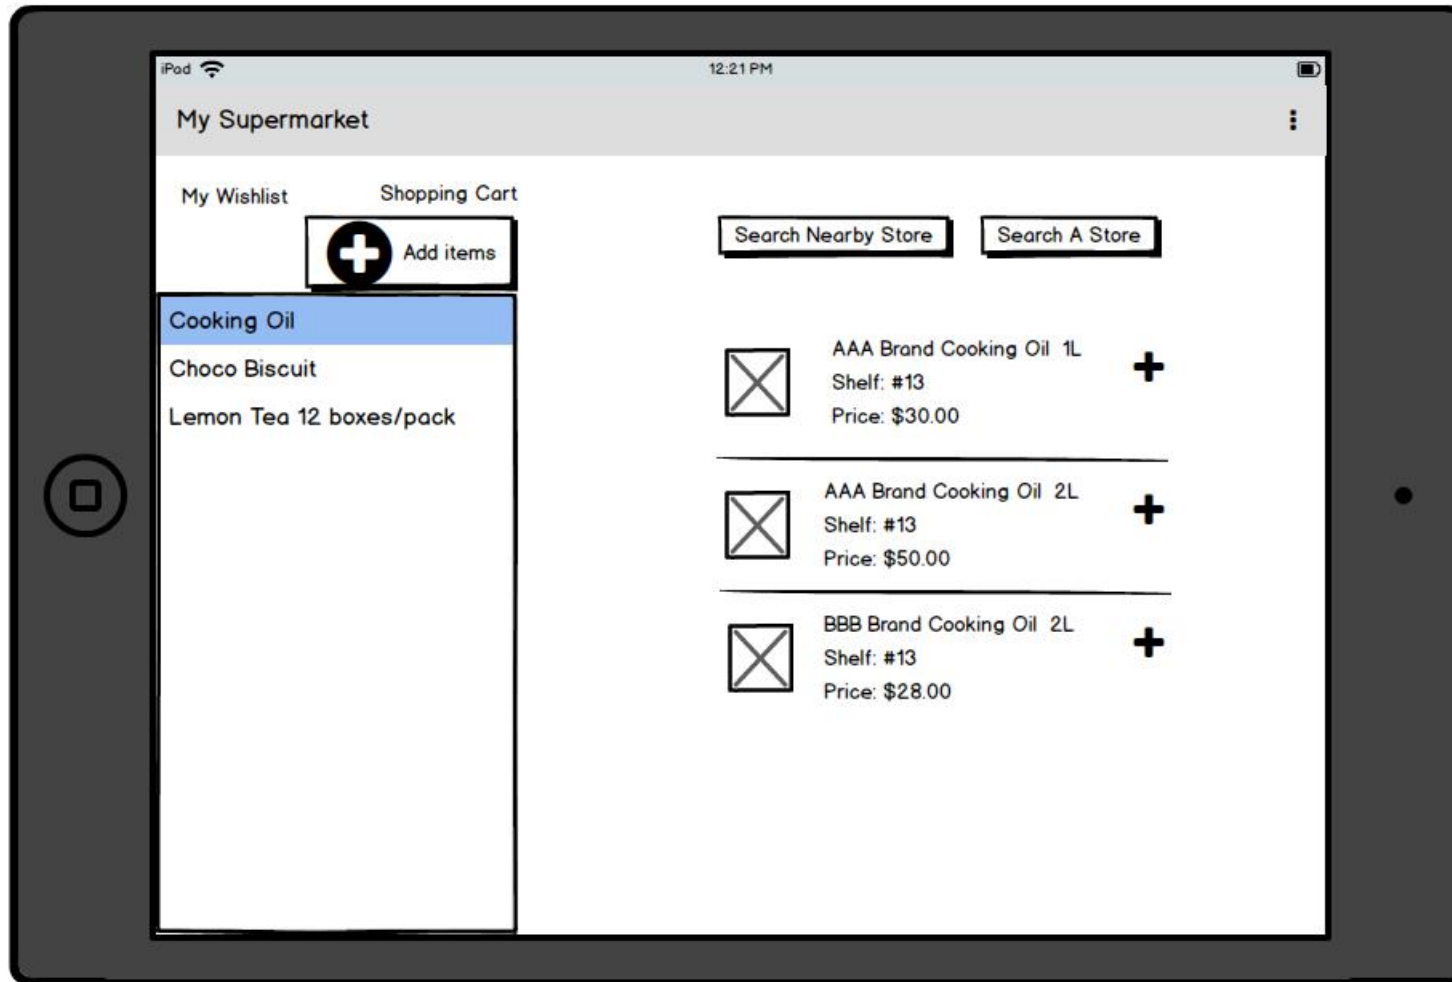 iPad 12:21 PM
My Supermarket
My Wishlist Shopping Cart
Add items
Cooking Oil
Choco Biscuit
Lemon Tea 12 boxes/pack
Search Nearby Store Search A Store
AAA Brand Cooking Oil 1L
Shelf: #13
Price: $30.00
AAA Brand Cooking Oil 2L
Shelf: #13
Price: $50.00
BBB Brand Cooking Oil 2L
Shelf: #13
Price: $28.00